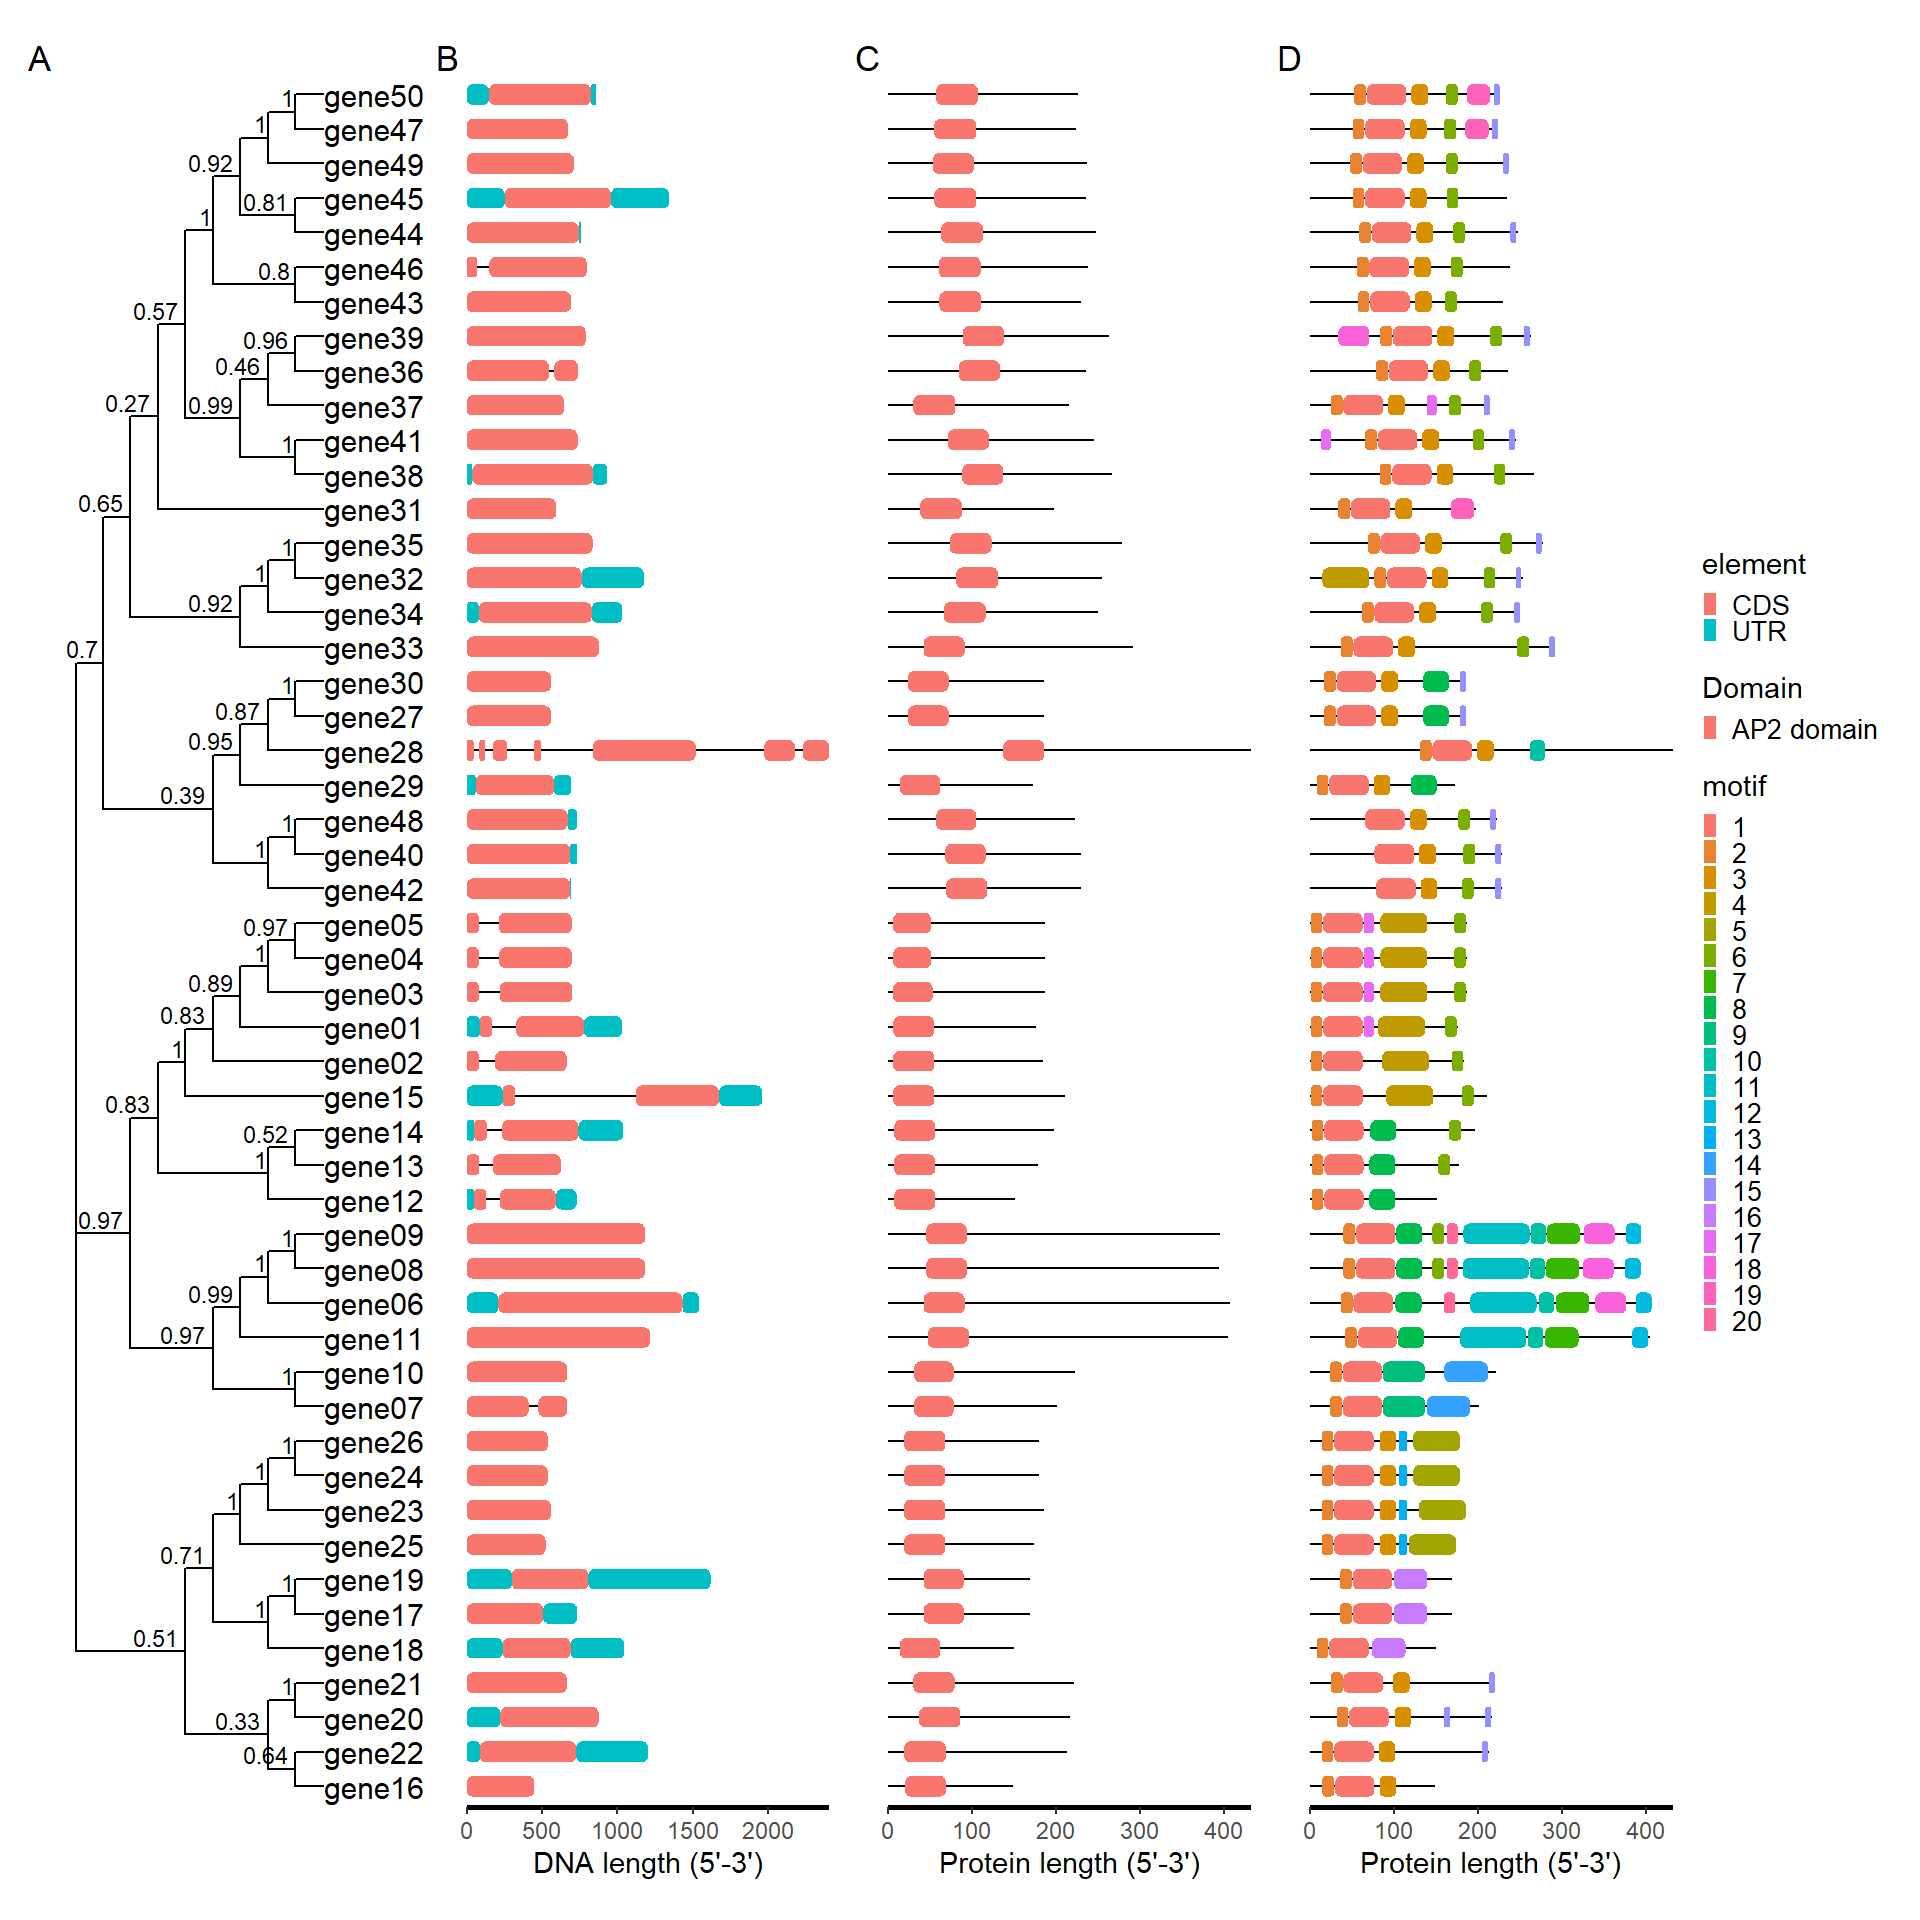 A B C D
1 gene50
1 gene47
0.92 gene49
0.81 gene45
1 gene44
0.8 gene46
gene43
0.57
0.96 gene39
0.46 gene36
0.27 0.99 gene37
1 gene41
gene38
0.65 gene31
1 gene35
1 gene32
0.92 gene34
0.7 gene33
1 gene30
0.87 gene27
0.95 gene28
0.39 gene29
1 gene48
1 gene40
gene42
0.97 gene05
1 gene04
0.89 gene03
0.83 gene01
1 gene02
0.83 gene15
0.52 gene14
1 gene13
gene12
0.97 1 gene09
1 gene08
0.99 gene06
0.97 gene11
1 gene10
gene07
1 gene26
1 gene24
1 gene23
0.71 gene25
1 gene19
1 gene17
0.51 gene18
1 gene21
0.33 gene20
0.64 gene22
gene16
0 500 1000 1500 2000
DNA length (5'-3')
0 100 200 300 400
Protein length (5'-3')
0 100 200 300 400
Protein length (5'-3')
element
CDS
UTR
Domain
AP2 domain
motif
1
2
3
4
5
6
7
8
9
10
11
12
13
14
15
16
17
18
19
20